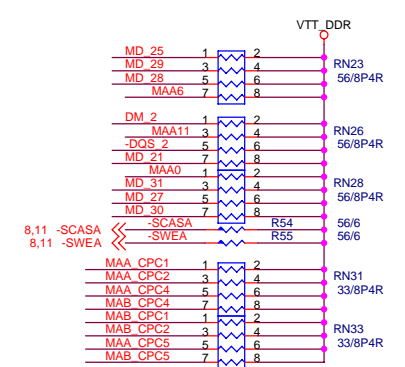 VTT_DDR
MD_25 1 2
MD_29 3 4 RN23
MD_28 5 6 56/8P4R
MAA6 7 8
DM_2 1 2
MAA11 3 4 RN26
-DQS_2 5 6 56/8P4R
MD_21 7 8
MAA0 1 2
MD_31 3 4 RN28
MD_27 5 6 56/8P4R
MD_30 7 8
8,11 -SCASA -SCASA R54 56/6
8,11 -SWEA -SWEA R55 56/6
MAA_CPC1 1 2
MAA_CPC2 3 4 RN31
MAA_CPC4 5 6 33/8P4R
MAB_CPC4 7 8
MAB_CPC1 1 2
MAB_CPC2 3 4 RN33
MAA_CPC5 5 6 33/8P4R
MAB_CPC5 7 8